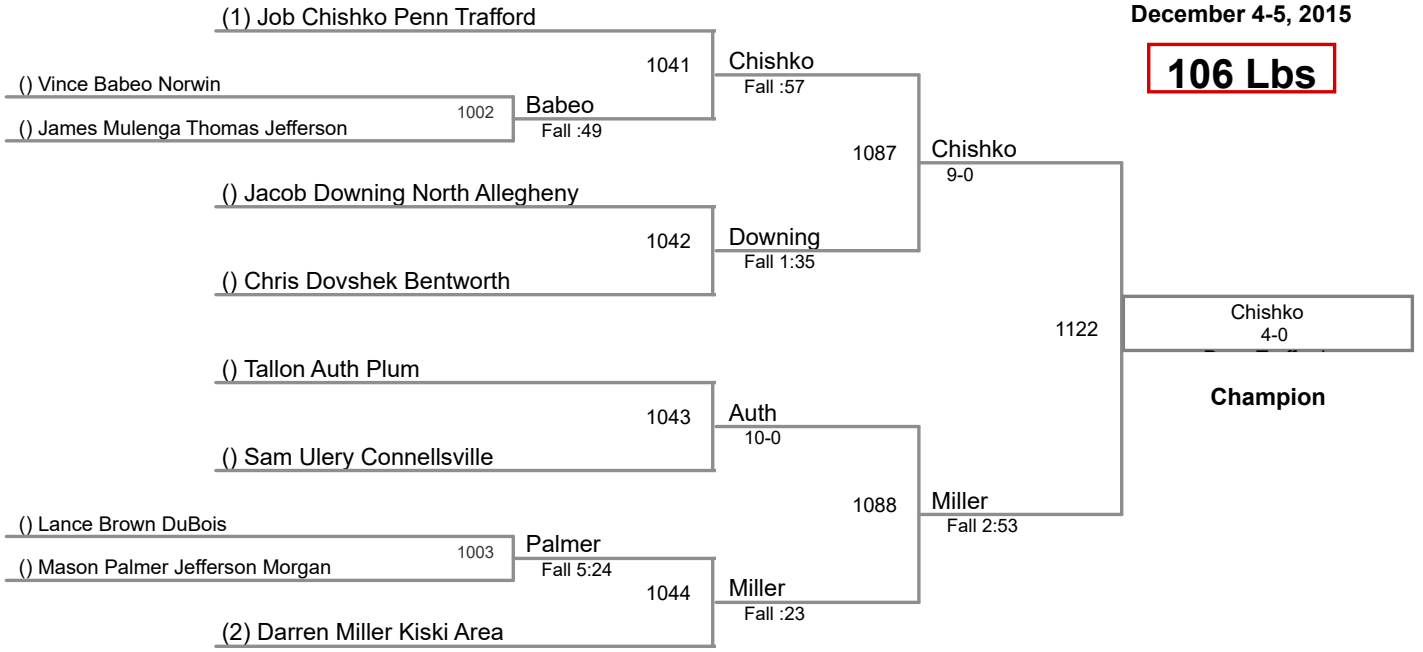 (1) Job Chishko Penn Trafford
December 4-5, 2015
1041
Chishko
Fall :57
106 Lbs
() Vince Babeo Norwin
1002
Babeo
Fall :49
() James Mulenga Thomas Jefferson
1087
Chishko
9-0
() Jacob Downing North Allegheny
1042
Downing
Fall 1:35
() Chris Dovshek Bentworth
1122
Chishko
4-0
() Tallon Auth Plum
Champion
1043
Auth
10-0
() Sam Ulery Connellsville
1088
Miller
Fall 2:53
() Lance Brown DuBois
1003
Palmer
Fall 5:24
() Mason Palmer Jefferson Morgan
1044
Miller
Fall :23
(2) Darren Miller Kiski Area